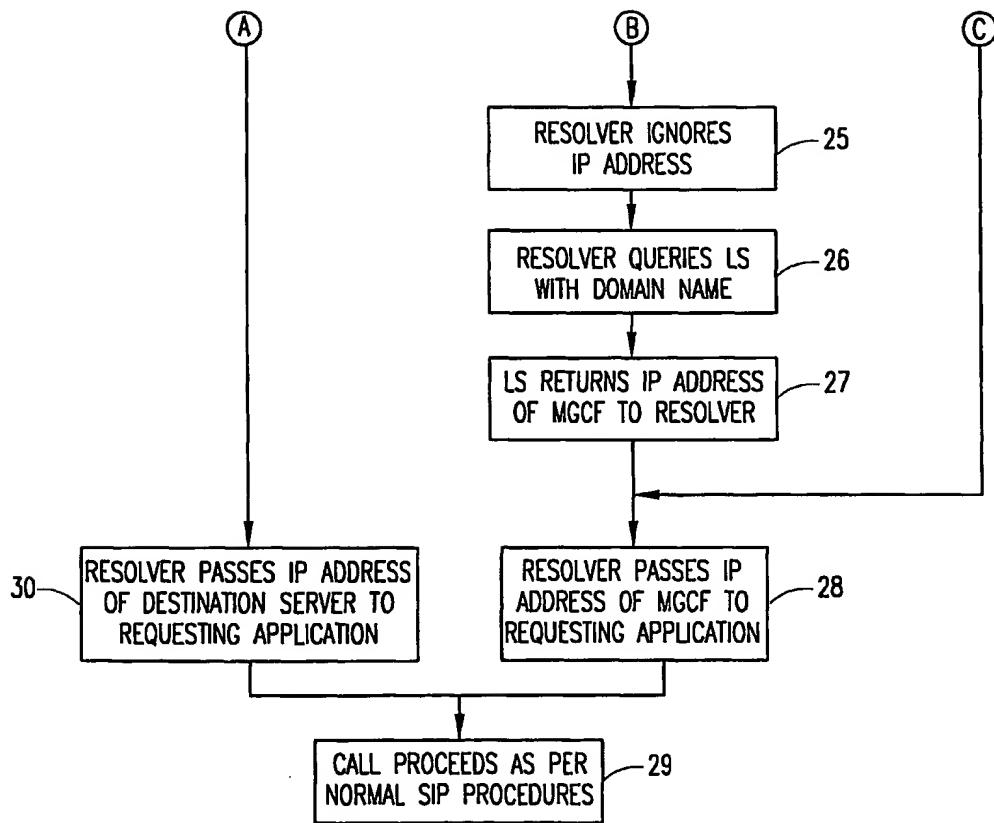 A
B
C
RESOLVER IGNORES
IP ADDRESS
25
RESOLVER QUERIES LS
WITH DOMAIN NAME
26
LS RETURNS IP ADDRESS
OF MGCF TO RESOLVER
27
30
RESOLVER PASSES IP ADDRESS
OF DESTINATION SERVER TO
REQUESTING APPLICATION
RESOLVER PASSES IP
ADDRESS OF MGCF TO
REQUESTING APPLICATION
28
CALL PROCEEDS AS PER
NORMAL SIP PROCEDURES
29